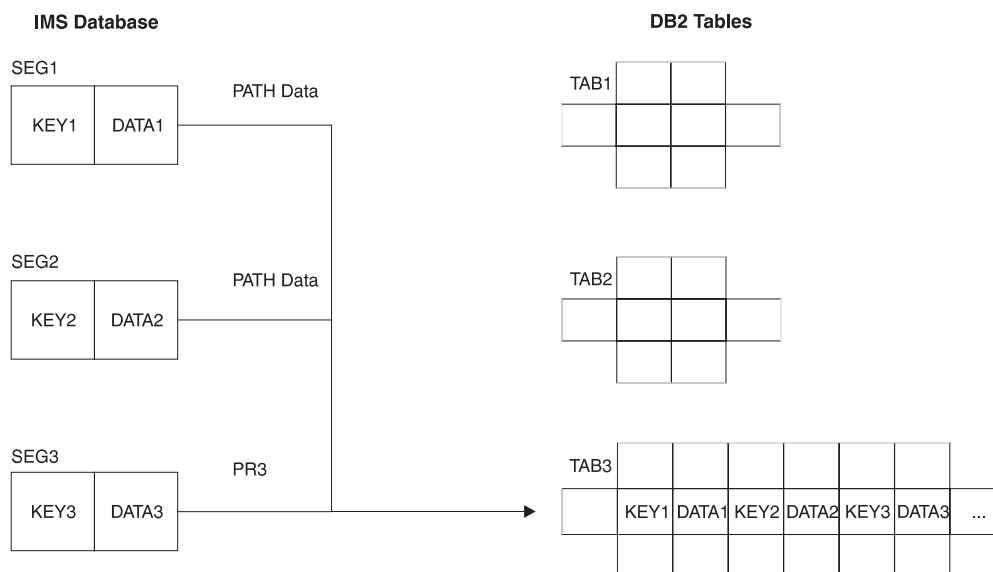 IMS Database
DB2 Tables
SEG1
PATH Data
TAB1
KEY1 DATA1
SEG2
PATH Data
TAB2
KEY2 DATA2
SEG3
PR3
TAB3
KEY3 DATA3
KEY1 DATA1 KEY2 DATA2 KEY3 DATA3 ...